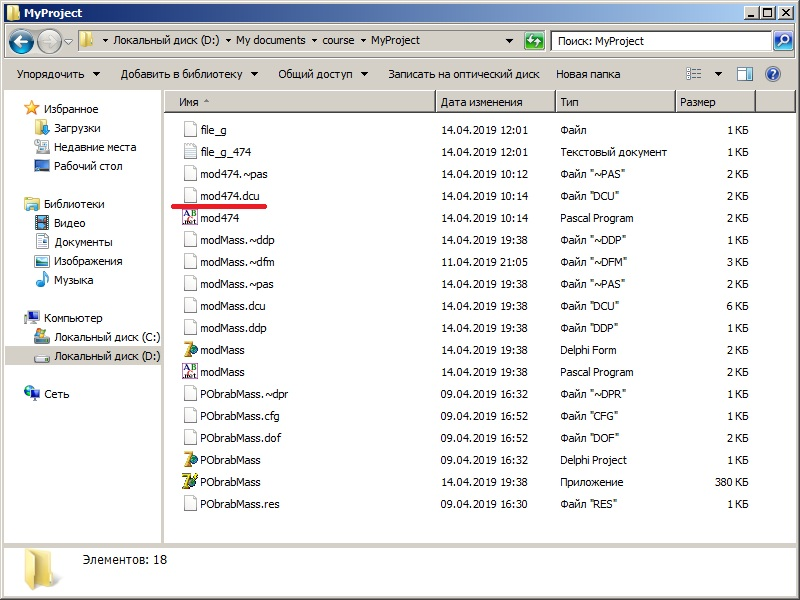 MyProject
Локальный диск (D:) My documents course MyProject
Поиск: MyProject
Упорядочить Добавить в библиотеку Общий доступ Записать на оптический диск Новая папка
Избранное
Загрузки
Недавние места
Рабочий стол
Библиотеки
Видео
Документы
Изображения
Музыка
Компьютер
Локальный диск (C:)
Локальный диск (D:)
Сеть
Имя Дата изменения Тип Размер
file_g 14.04.2019 12:01 Файл 1 КБ
file_g_474 14.04.2019 12:01 Текстовый документ 1 КБ
mod474.~pas 14.04.2019 10:12 Файл "~PAS" 2 КБ
mod474.dcu 14.04.2019 10:14 Файл "DCU" 2 КБ
mod474 14.04.2019 10:14 Pascal Program 2 КБ
modMass.~ddp 14.04.2019 19:38 Файл "~DDP" 1 КБ
modMass.~dfm 11.04.2019 21:05 Файл "~DFM" 3 КБ
modMass.~pas 14.04.2019 19:38 Файл "~PAS" 2 КБ
modMass.dcu 14.04.2019 19:38 Файл "DCU" 6 КБ
modMass.ddp 14.04.2019 19:38 Файл "DDP" 1 КБ
modMass 14.04.2019 19:38 Delphi Form 2 КБ
modMass 14.04.2019 19:38 Pascal Program 2 КБ
PObrabMass.~dpr 09.04.2019 16:32 Файл "~DPR" 1 КБ
PObrabMass.cfg 09.04.2019 16:52 Файл "CFG" 1 КБ
PObrabMass.dof 09.04.2019 16:52 Файл "DOF" 2 КБ
PObrabMass 09.04.2019 16:32 Delphi Project 1 КБ
PObrabMass 14.04.2019 19:38 Приложение 380 КБ
PObrabMass.res 09.04.2019 16:30 Файл "RES" 1 КБ
Элементов: 18